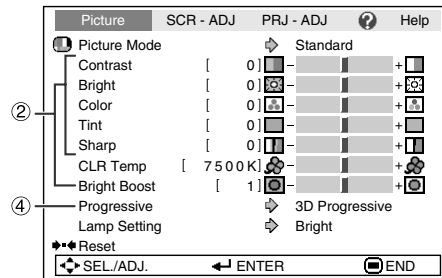 Picture SCR - ADJ PRJ - ADJ ? Help
Picture Mode Standard
Contrast [ 0] - +
Bright [ 0] - +
② Color [ 0] - +
Tint [ 0] - +
Sharp [ 0] - +
CLR Temp [ 7500K] - +
Bright Boost [ 1] - +
④ Progressive 3D Progressive
Lamp Setting Bright
Reset
SEL./ADJ. ENTER END